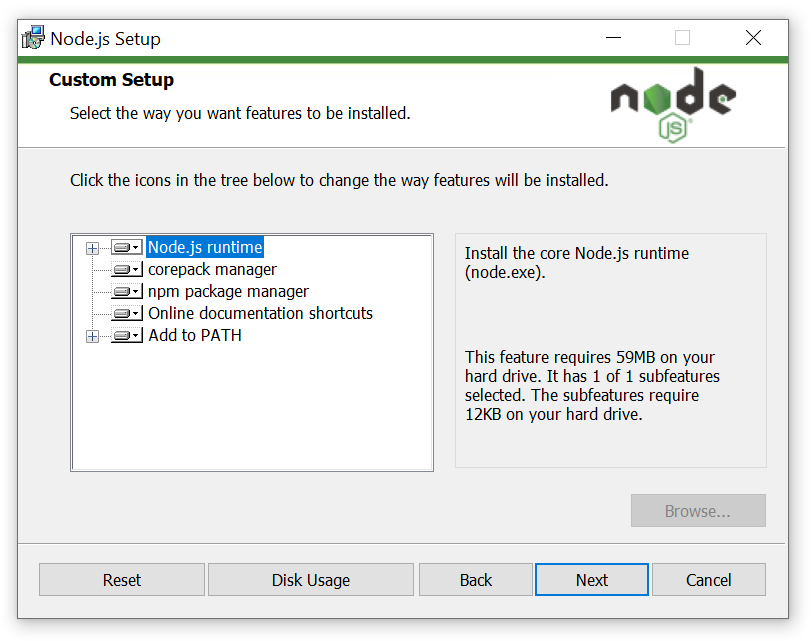 Node.js Setup
Custom Setup
Select the way you want features to be installed.
node
JS
Click the icons in the tree below to change the way features will be installed.
Node.js runtime
corepack manager
npm package manager
Online documentation shortcuts
Add to PATH
Install the core Node.js runtime
(node.exe).
This feature requires 59MB on your
hard drive. It has 1 of 1 subfeatures
selected. The subfeatures require
12KB on your hard drive.
Browse...
Reset
Disk Usage
Back
Next
Cancel